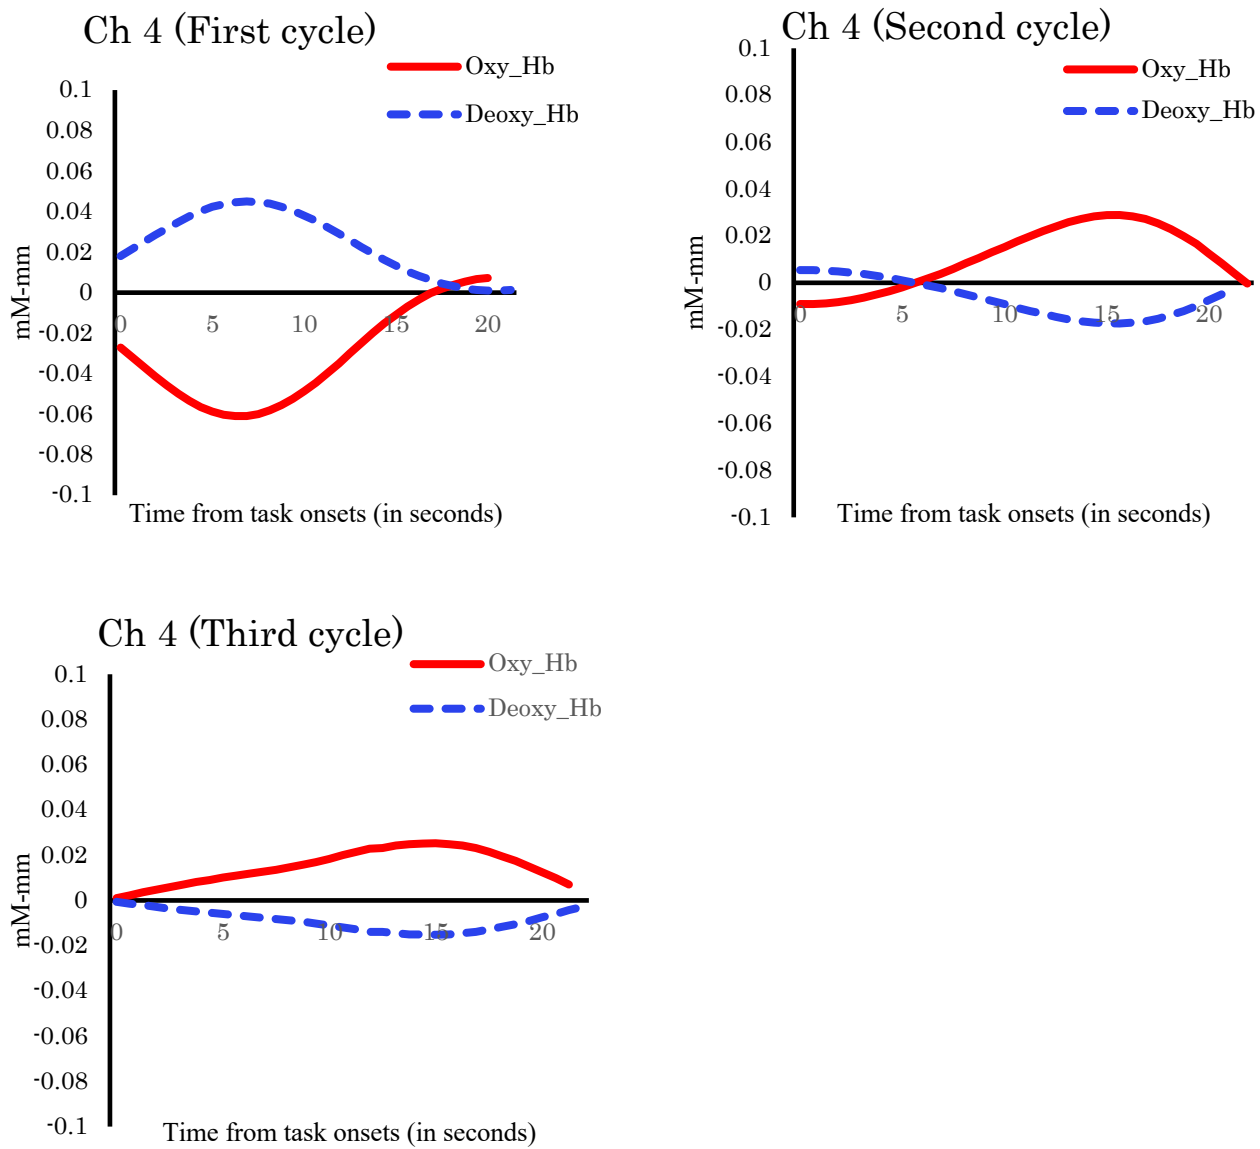 Ch 4 (First cycle)
Oxy_Hb
Deoxy_Hb
0.1
0.08
0.06
0.04
0.02
0
-0.02
-0.04
-0.06
-0.08
-0.1
mM-mm
0 5 10 15 20
Time from task onsets (in seconds)
Ch 4 (Second cycle)
Oxy_Hb
Deoxy_Hb
0.1
0.08
0.06
0.04
0.02
0
-0.02
-0.04
-0.06
-0.08
-0.1
mM-mm
0 5 10 15 20
Time from task onsets (in seconds)
Ch 4 (Third cycle)
Oxy_Hb
Deoxy_Hb
0.1
0.08
0.06
0.04
0.02
0
-0.02
-0.04
-0.06
-0.08
-0.1
mM-mm
0 5 10 15 20
Time from task onsets (in seconds)